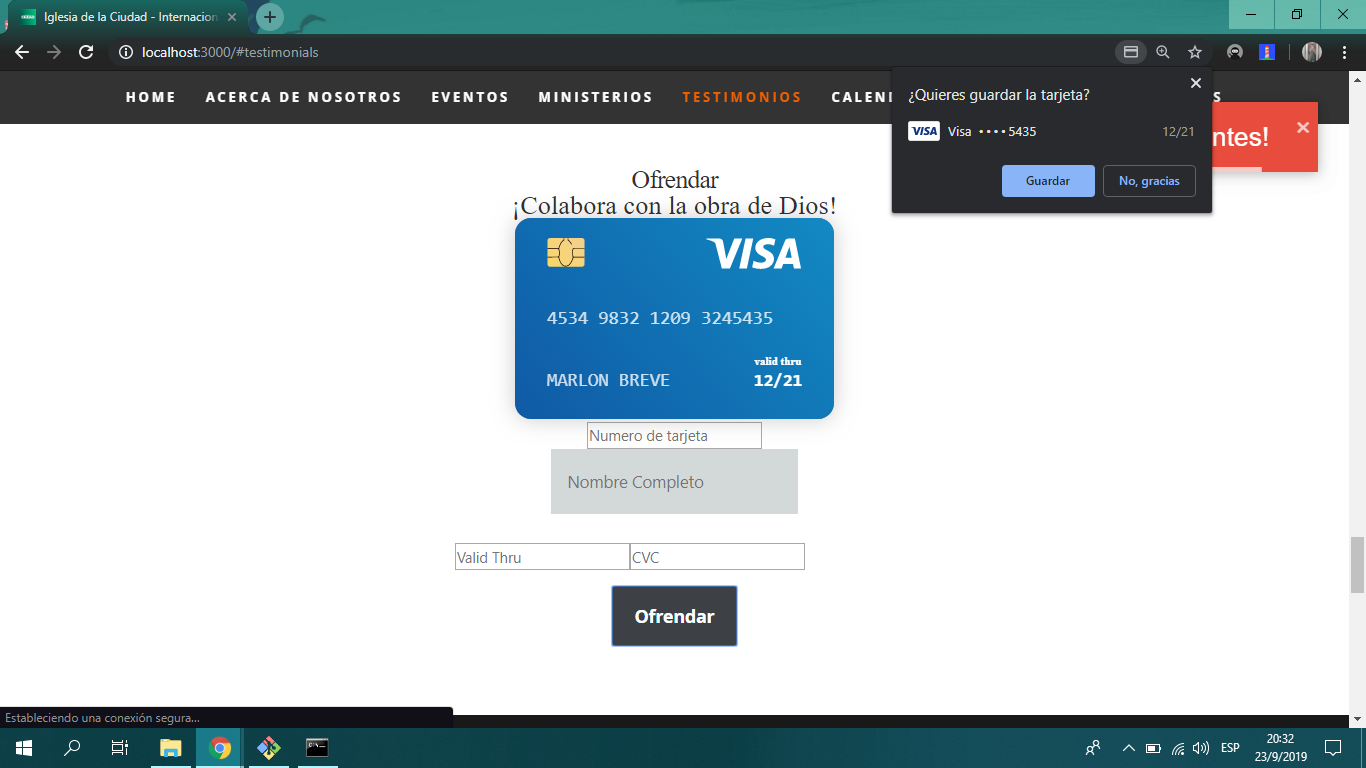 Iglesia de la Ciudad - Internacion
localhost:3000/#testimonials
HOME ACERCA DE NOSOTROS EVENTOS MINISTERIOS TESTIMONIOS CALEN S
¿Quieres guardar la tarjeta?
VISA Visa •••• 5435 12/21
Guardar No, gracias
ntes!
Ofrendar
¡Colabora con la obra de Dios!
VISA
4534 9832 1209 3245435
valid thru
MARLON BREVE 12/21
Numero de tarjeta
Nombre Completo
Valid Thru CVC
Ofrendar
Estableciendo una conexión segura...
ESP
20:32
23/9/2019